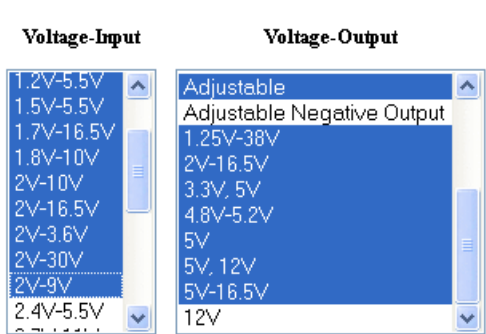 Voltage-Input
Voltage-Output
1.2V-5.5V
1.5V-5.5V
1.7V-16.5V
1.8V-10V
2V-10V
2V-16.5V
2V-3.6V
2V-30V
2V-9V
2.4V-5.5V
Adjustable
Adjustable Negative Output
1.25V-38V
2V-16.5V
3.3V, 5V
4.8V-5.2V
5V
5V, 12V
5V-16.5V
12V